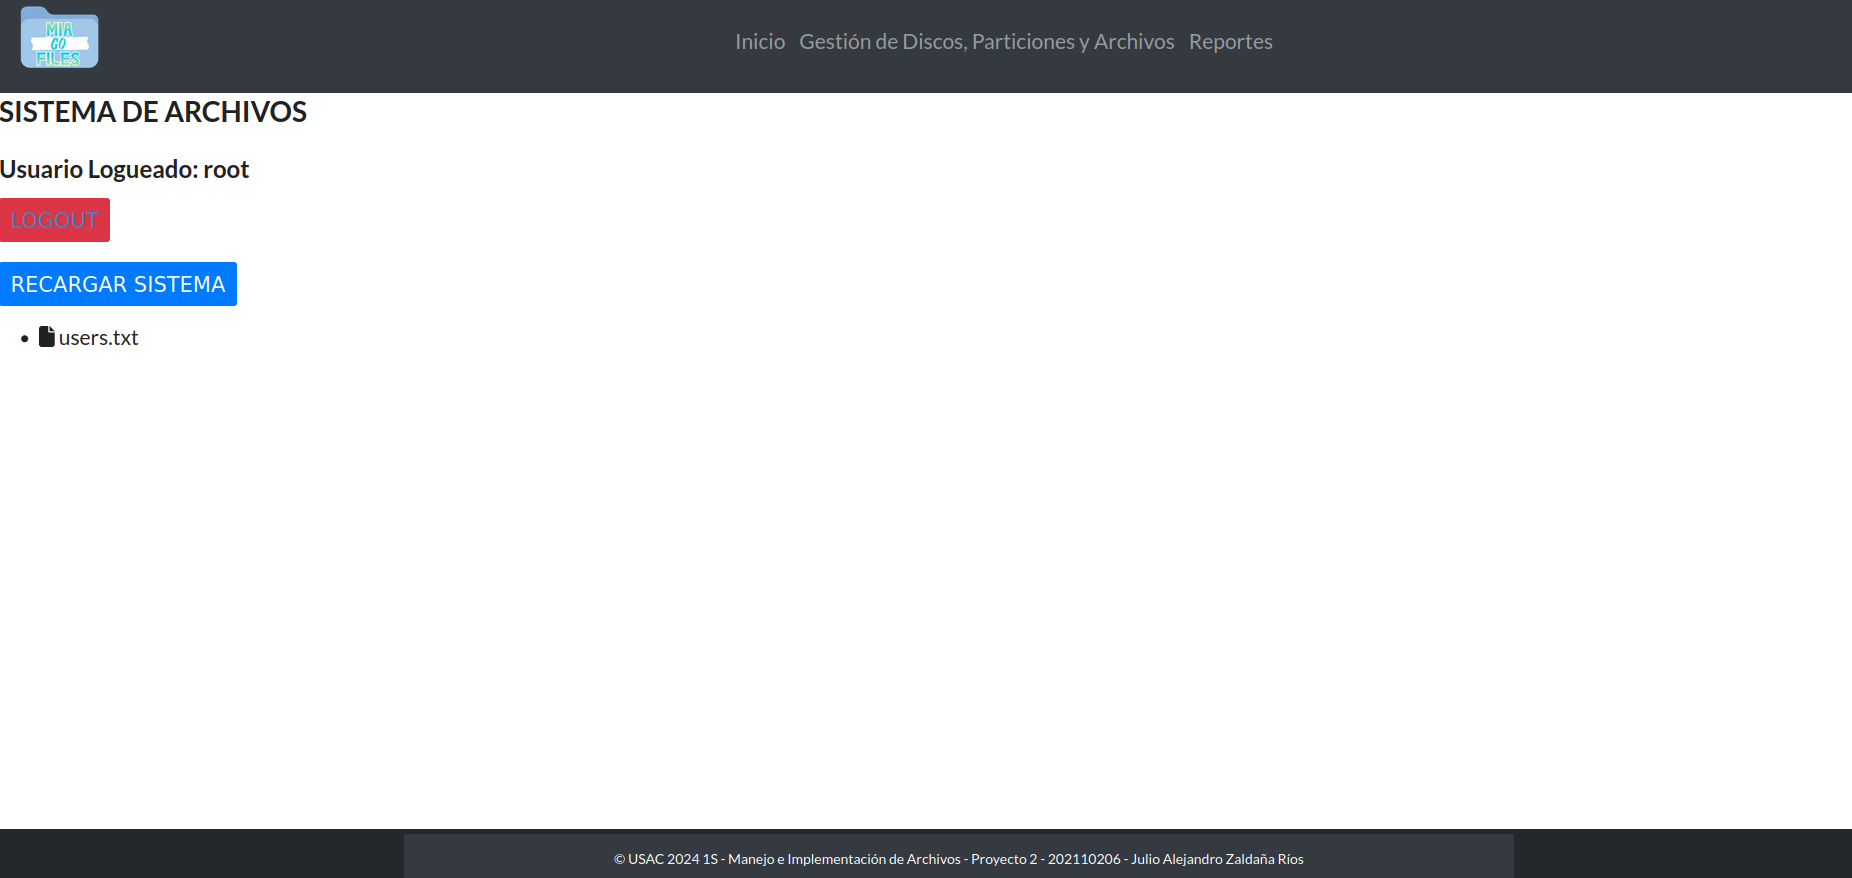 MIA
GO
FILES
Inicio Gestión de Discos, Particiones y Archivos Reportes
SISTEMA DE ARCHIVOS
Usuario Logueado: root
LOGOUT
RECARGAR SISTEMA
users.txt
© USAC 2024 1S - Manejo e Implementación de Archivos - Proyecto 2 - 202110206 - Julio Alejandro Zaldaña Ríos